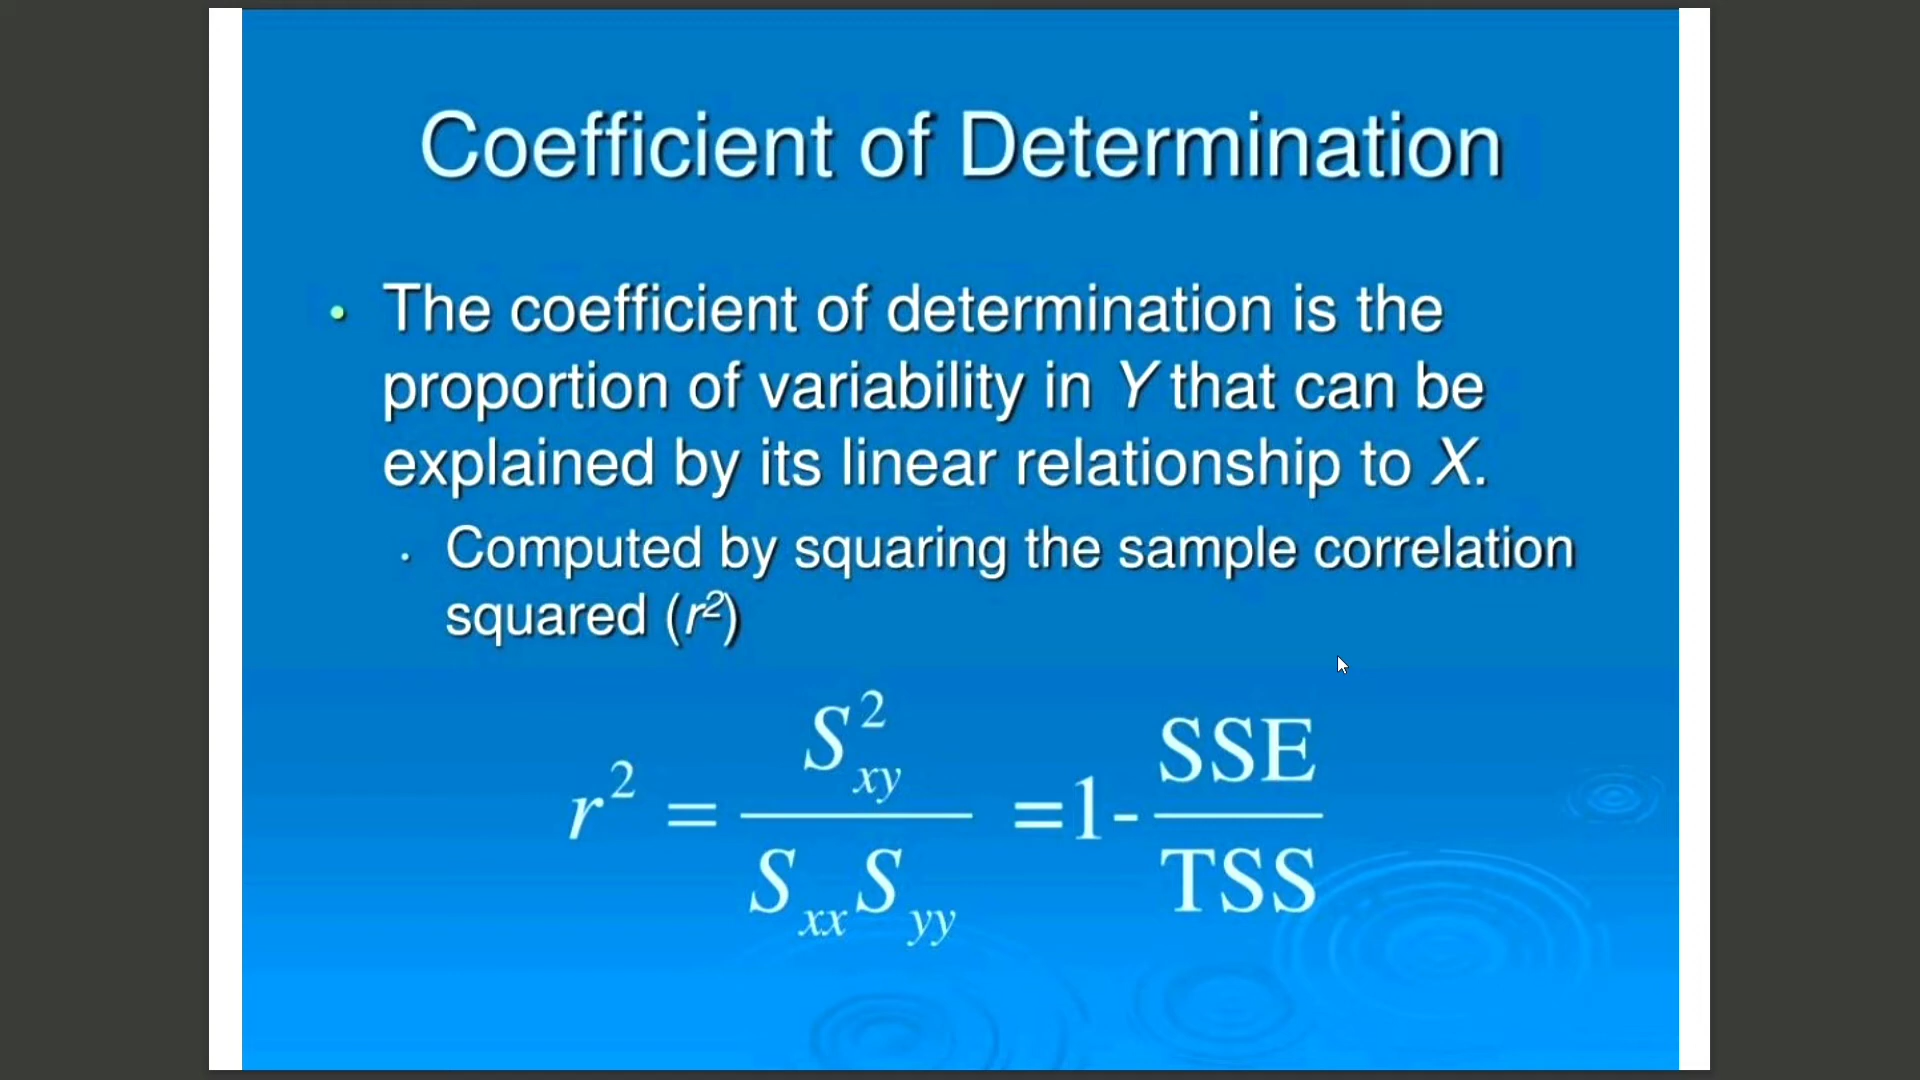 Coefficient of Determination
• The coefficient of determination is the
proportion of variability in Y that can be
explained by its linear relationship to X.
• Computed by squaring the sample correlation
squared (r²)
r² = S²xy / (Sxx Syy) = 1 - SSE / TSS